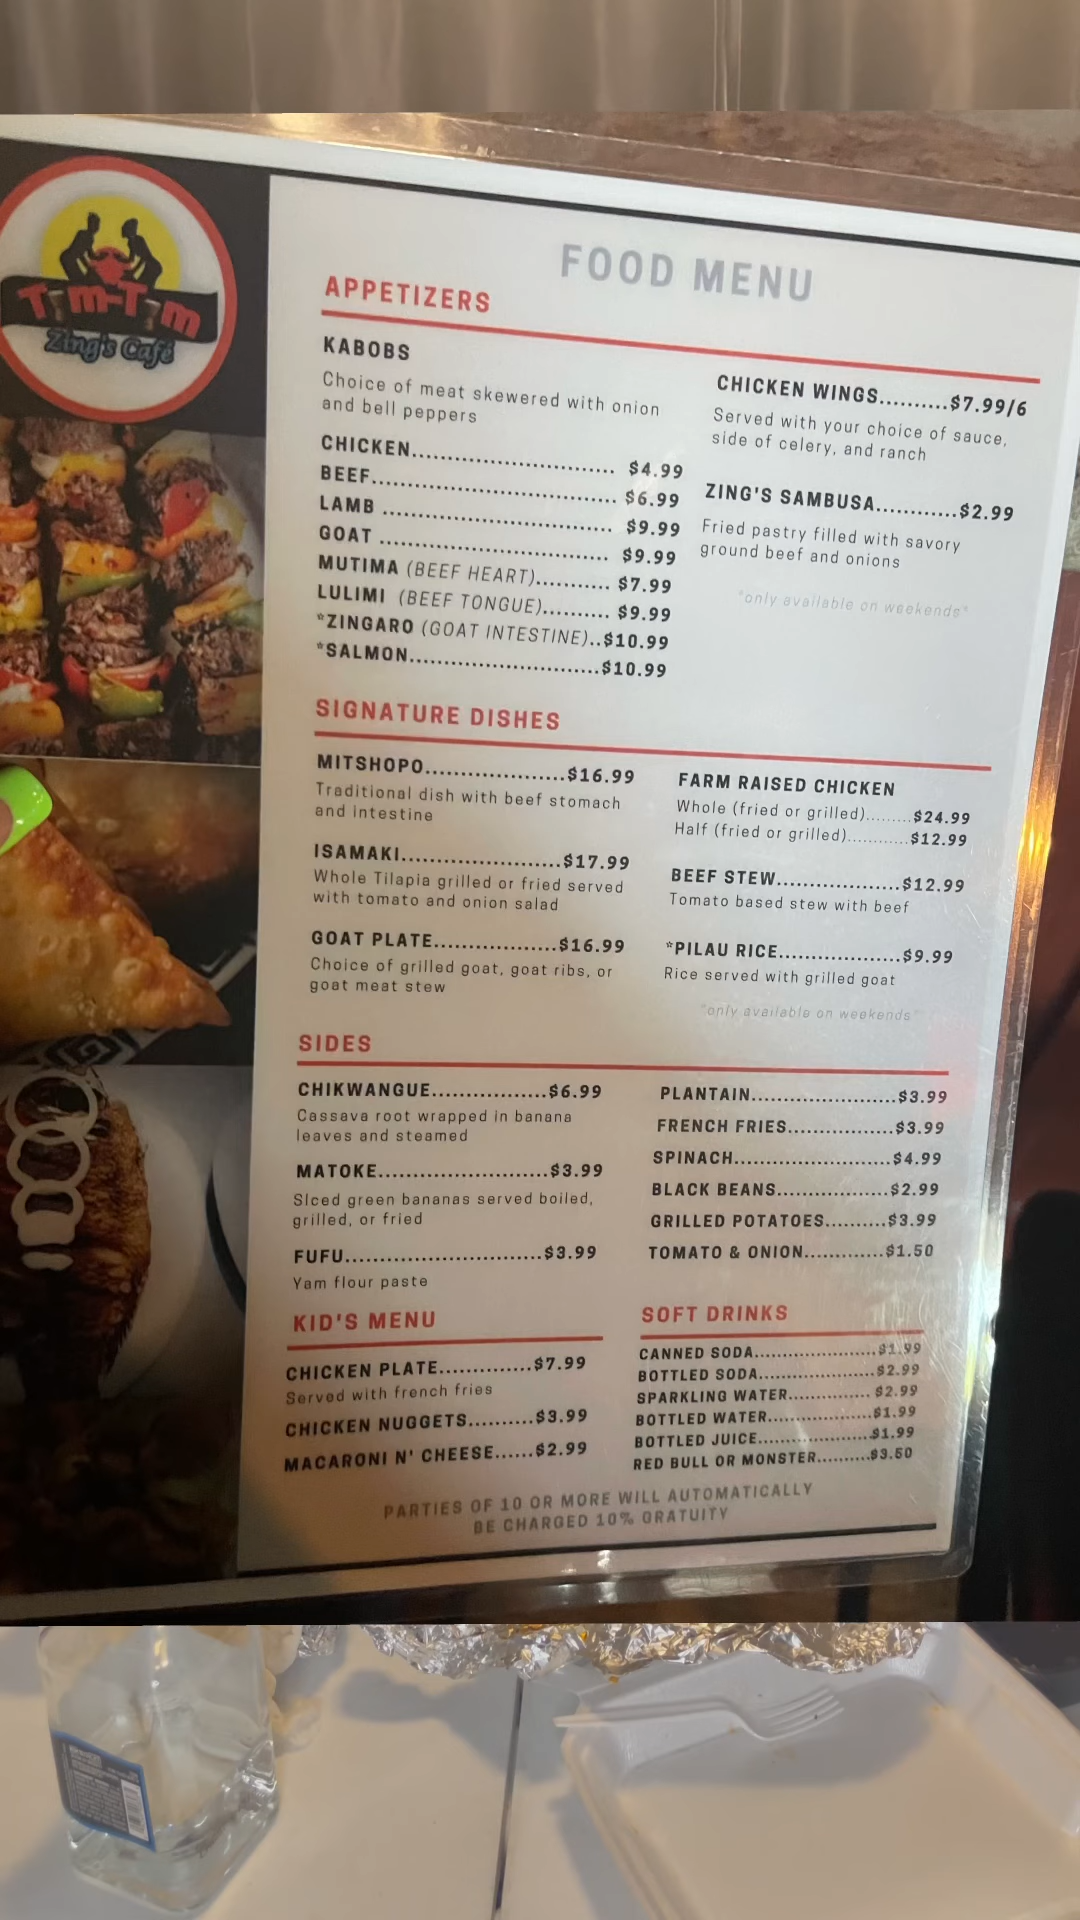 Tim-Tim
Zing's Café
FOOD MENU
APPETIZERS
KABOBS
Choice of meat skewered with onion
and bell peppers
CHICKEN............................ $4.99
BEEF................................. $6.99
LAMB ............................... $9.99
GOAT ............................... $9.99
MUTIMA (BEEF HEART)........... $7.99
LULIMI (BEEF TONGUE).......... $9.99
*ZINGARO (GOAT INTESTINE)..$10.99
*SALMON............................$10.99
CHICKEN WINGS..........$7.99/6
Served with your choice of sauce,
side of celery, and ranch
ZING'S SAMBUSA............$2.99
Fried pastry filled with savory
ground beef and onions
*only available on weekends*
SIGNATURE DISHES
MITSHOPO....................$16.99
Traditional dish with beef stomach
and intestine
ISAMAKI.......................$17.99
Whole Tilapia grilled or fried served
with tomato and onion salad
GOAT PLATE..................$16.99
Choice of grilled goat, goat ribs, or
goat meat stew
FARM RAISED CHICKEN
Whole (fried or grilled).........$24.99
Half (fried or grilled)............$12.99
BEEF STEW...................$12.99
Tomato based stew with beef
*PILAU RICE...................$9.99
Rice served with grilled goat
*only available on weekends*
SIDES
CHIKWANGUE.................$6.99
Cassava root wrapped in banana
leaves and steamed
MATOKE.........................$3.99
Slced green bananas served boiled,
grilled, or fried
FUFU.............................$3.99
Yam flour paste
PLANTAIN......................$3.99
FRENCH FRIES................$3.99
SPINACH.......................$4.99
BLACK BEANS.................$2.99
GRILLED POTATOES.........$3.99
TOMATO & ONION............$1.50
KID'S MENU
CHICKEN PLATE.............$7.99
Served with french fries
CHICKEN NUGGETS..........$3.99
MACARONI N' CHEESE......$2.99
SOFT DRINKS
CANNED SODA.....................$1.99
BOTTLED SODA....................$2.99
SPARKLING WATER.............. $2.99
BOTTLED WATER..................$1.99
BOTTLED JUICE....................$1.99
RED BULL OR MONSTER..........$3.50
PARTIES OF 10 OR MORE WILL AUTOMATICALLY
BE CHARGED 10% GRATUITY